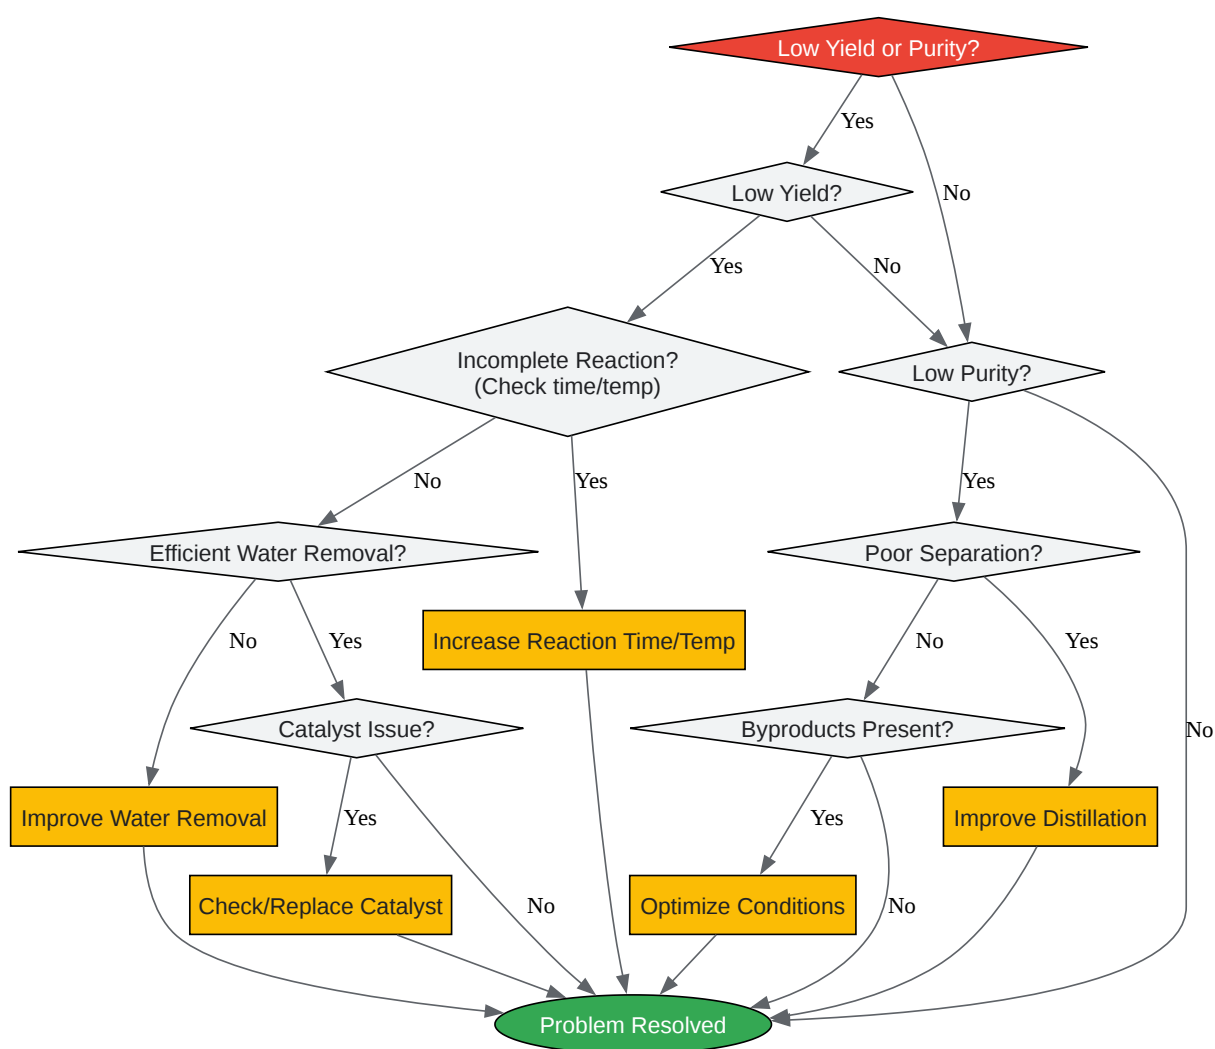 Low Yield or Purity?
Yes
No
Low Yield?
Yes
No
Incomplete Reaction?
(Check time/temp)
Low Purity?
No
Yes
Yes
Efficient Water Removal?
Poor Separation?
No
Yes
Increase Reaction Time/Temp
No
Yes
Catalyst Issue?
Byproducts Present?
No
Improve Water Removal
Yes
Yes
Improve Distillation
Check/Replace Catalyst
No
Optimize Conditions
No
Problem Resolved